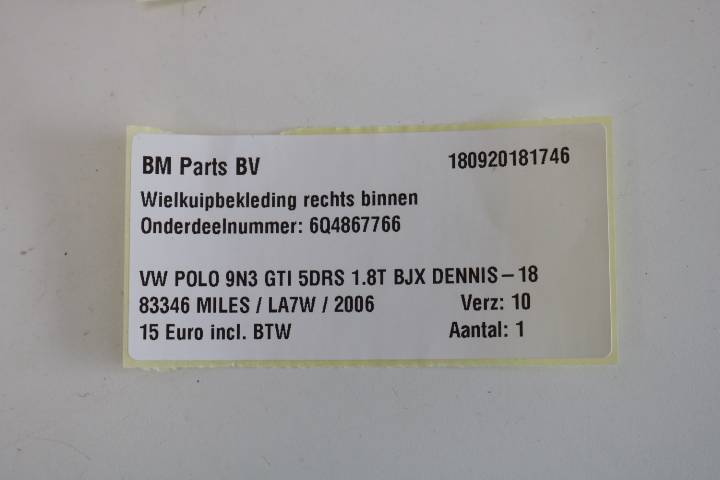 BM Parts BV 180920181746
Wielkuipbekleding rechts binnen
Onderdeelnummer: 6Q4867766
VW POLO 9N3 GTI 5DRS 1.8T BJX DENNIS-18
83346 MILES / LA7W / 2006 Verz: 10
15 Euro incl. BTW Aantal: 1